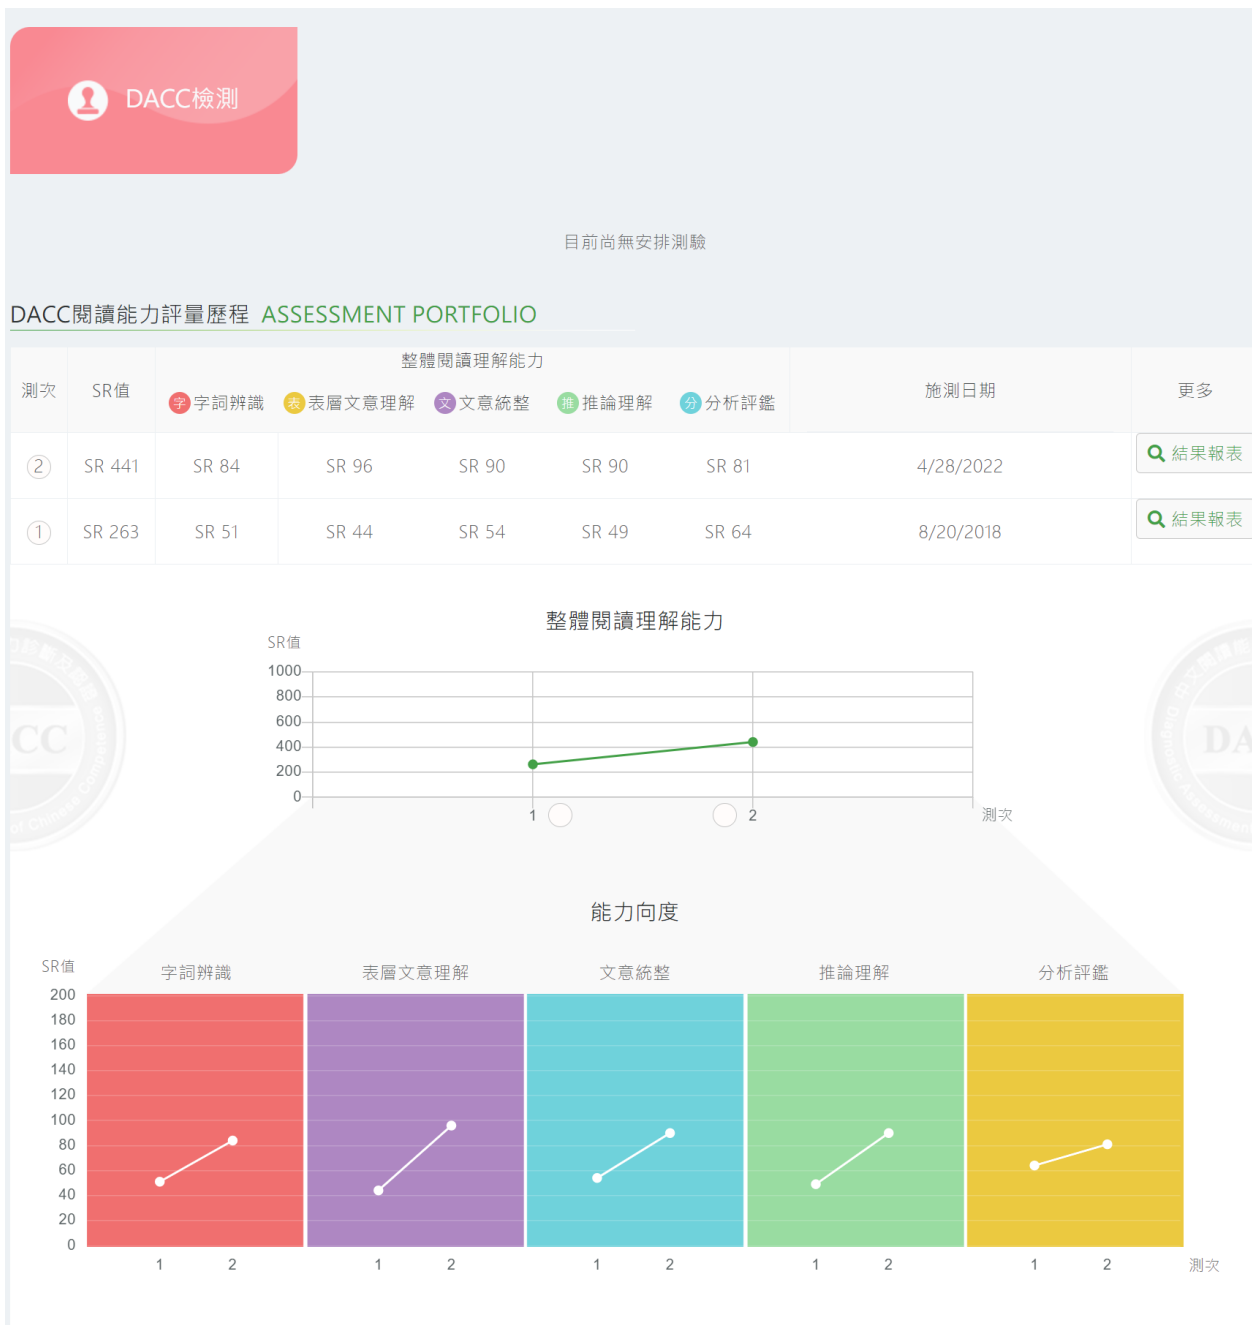 DACC檢測
目前尚無安排測驗
DACC閱讀能力評量歷程 ASSESSMENT PORTFOLIO
測次 SR值 整體閱讀理解能力 施測日期 更多
字 字詞辨識 表 表層文意理解 文 文意統整 推 推論理解 分 分析評鑑
2 SR 441 SR 84 SR 96 SR 90 SR 90 SR 81 4/28/2022 結果報表
1 SR 263 SR 51 SR 44 SR 54 SR 49 SR 64 8/20/2018 結果報表
整體閱讀理解能力
SR值
1000
800
600
400
200
0
1 2 測次
能力向度
SR值 字詞辨識 表層文意理解 文意統整 推論理解 分析評鑑
200
180
160
140
120
100
80
60
40
20
0
1 2 1 2 1 2 1 2 1 2 測次
CC
of Chinese Competence
DA